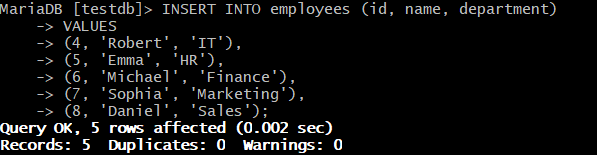 MariaDB [testdb]> INSERT INTO employees (id, name, department)
    -> VALUES
    -> (4, 'Robert', 'IT'),
    -> (5, 'Emma', 'HR'),
    -> (6, 'Michael', 'Finance'),
    -> (7, 'Sophia', 'Marketing'),
    -> (8, 'Daniel', 'Sales');
Query OK, 5 rows affected (0.002 sec)
Records: 5  Duplicates: 0  Warnings: 0